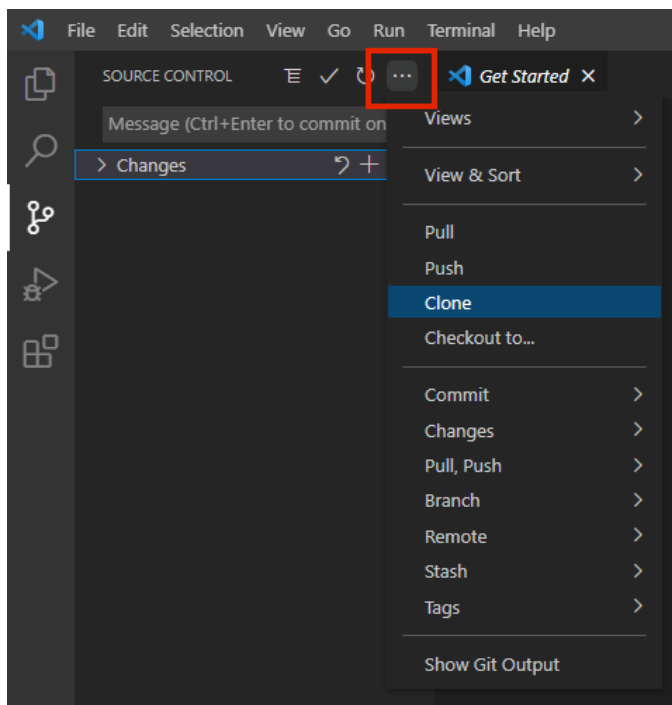 File Edit Selection View Go Run Terminal Help
SOURCE CONTROL
Get Started
Message (Ctrl+Enter to commit on
Changes
Views
View & Sort
Pull
Push
Clone
Checkout to...
Commit
Changes
Pull, Push
Branch
Remote
Stash
Tags
Show Git Output